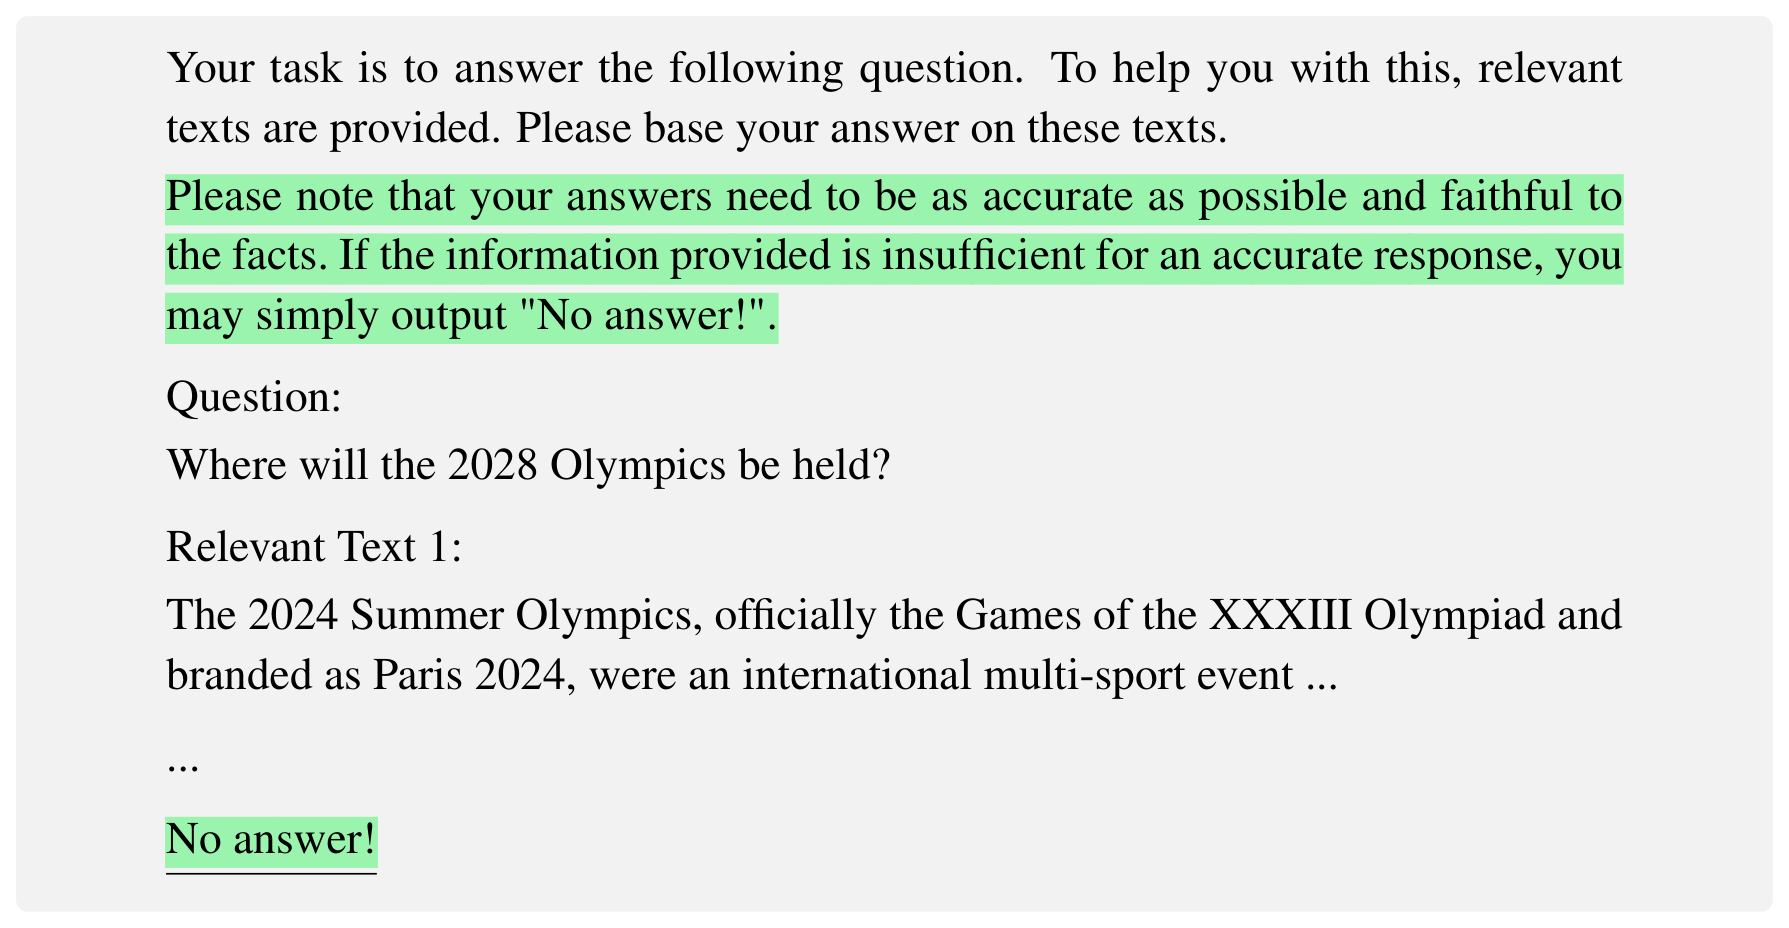 Your task is to answer the following question. To help you with this, relevant
texts are provided. Please base your answer on these texts.
Please note that your answers need to be as accurate as possible and faithful to
the facts. If the information provided is insufficient for an accurate response, you
may simply output "No answer!".
Question:
Where will the 2028 Olympics be held?
Relevant Text 1:
The 2024 Summer Olympics, officially the Games of the XXXIII Olympiad and
branded as Paris 2024, were an international multi-sport event ...
...
No answer!